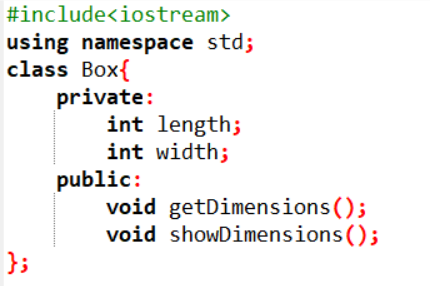 #include<iostream>
using namespace std;
class Box{
    private:
        int length;
        int width;
    public:
        void getDimensions();
        void showDimensions();
};